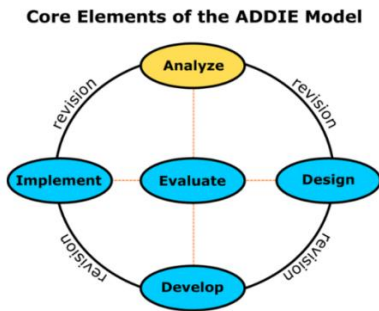 Core Elements of the ADDIE Model
Analyze
revision
revision
Implement
Evaluate
Design
revision
revision
Develop